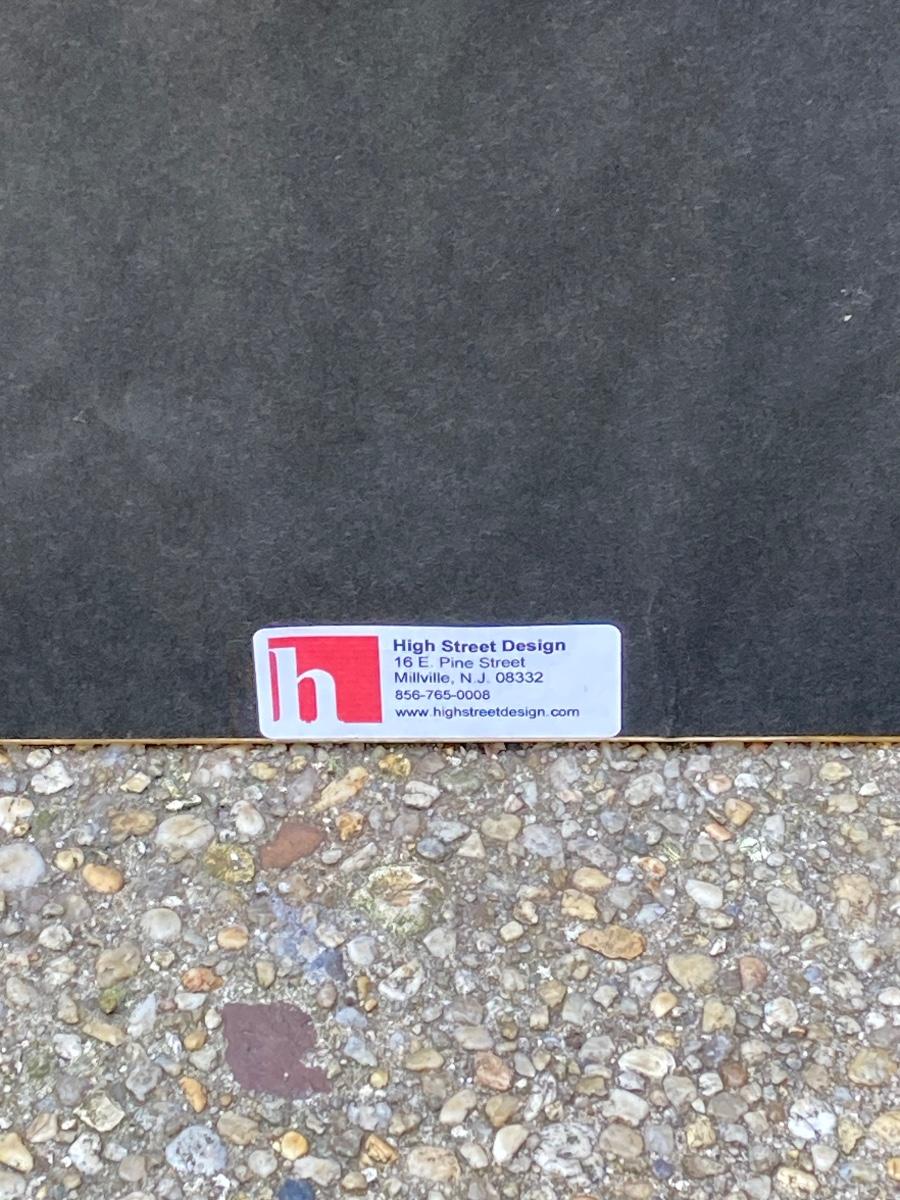 h
High Street Design
16 E. Pine Street
Millville, N.J. 08332
856-765-0008
www.highstreetdesign.com